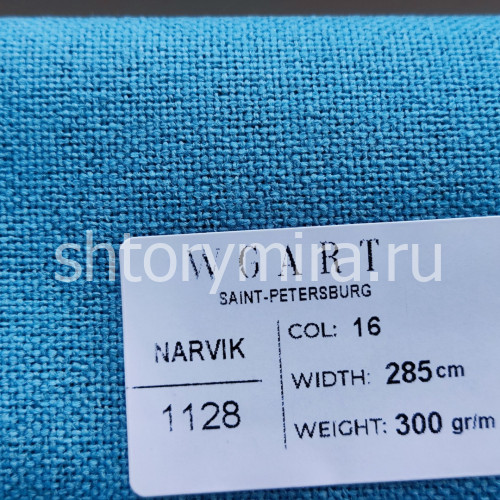 WGART
SAINT-PETERSBURG
NARVIK
1128
COL: 16
WIDTH: 285cm
WEIGHT: 300 gr/m
shtorymira.ru